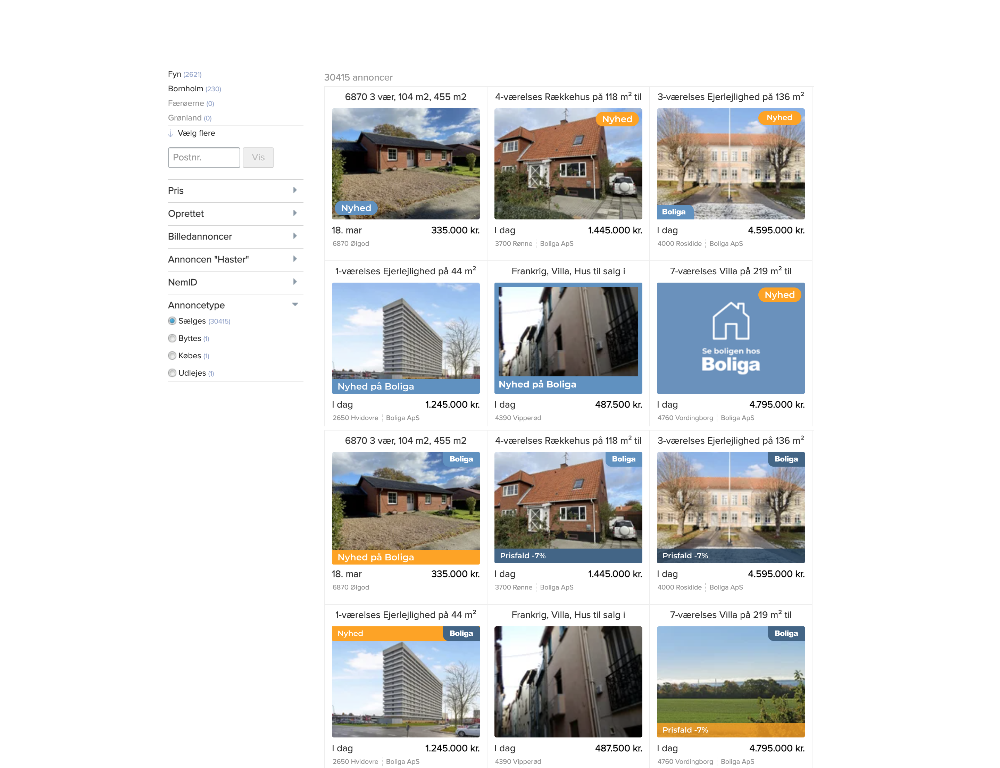 Fyn (2621)
Bornholm (230)
Færøerne (0)
Grønland (0)
Vælg flere
Postnr. Vis
Pris
Oprettet
Billedannoncer
Annoncen "Haster"
NemID
Annoncetype
Sælges (30415)
Byttes (1)
Købes (1)
Udlejes (1)
30415 annoncer
6870 3 vær, 104 m2, 455 m2
Nyhed
18. mar 335.000 kr.
6870 Ølgod
4-værelses Rækkehus på 118 m² til
Nyhed
I dag 1.445.000 kr.
3700 Rønne Boliga ApS
3-værelses Ejerlejlighed på 136 m²
Nyhed
Boliga
I dag 4.595.000 kr.
4000 Roskilde Boliga ApS
1-værelses Ejerlejlighed på 44 m²
Nyhed på Boliga
I dag 1.245.000 kr.
2650 Hvidovre Boliga ApS
Frankrig, Villa, Hus til salg i
Nyhed på Boliga
I dag 487.500 kr.
4390 Vipperød
7-værelses Villa på 219 m² til
Nyhed
Se boligen hos
Boliga
I dag 4.795.000 kr.
4760 Vordingborg Boliga ApS
6870 3 vær, 104 m2, 455 m2
Boliga
Nyhed på Boliga
18. mar 335.000 kr.
6870 Ølgod
4-værelses Rækkehus på 118 m² til
Boliga
Prisfald -7%
I dag 1.445.000 kr.
3700 Rønne Boliga ApS
3-værelses Ejerlejlighed på 136 m²
Boliga
Prisfald -7%
I dag 4.595.000 kr.
4000 Roskilde Boliga ApS
1-værelses Ejerlejlighed på 44 m²
Nyhed Boliga
I dag 1.245.000 kr.
2650 Hvidovre Boliga ApS
Frankrig, Villa, Hus til salg i
I dag 487.500 kr.
4390 Vipperød
7-værelses Villa på 219 m² til
Boliga
Prisfald -7%
I dag 4.795.000 kr.
4760 Vordingborg Boliga ApS